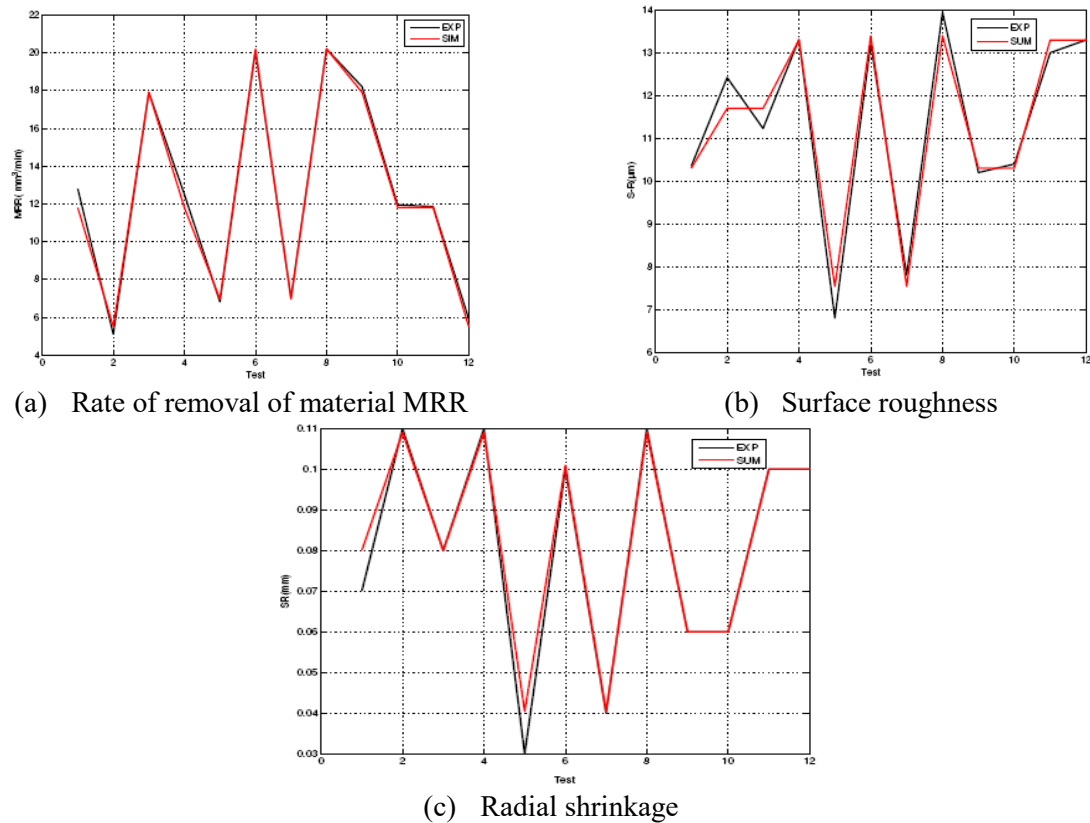 22
20
18
16
14
12
10
8
6
4
MRR( mm³/min)
EXP
SIM
0 2 4 6 8 10 12
Test
(a) Rate of removal of material MRR
14
13
12
11
10
9
8
7
6
S-R(µm)
EXP
SUM
0 2 4 6 8 10 12
Test
(b) Surface roughness
0.11
0.1
0.09
0.08
0.07
0.06
0.05
0.04
0.03
SR(mm)
EXP
SUM
0 2 4 6 8 10 12
Test
(c) Radial shrinkage